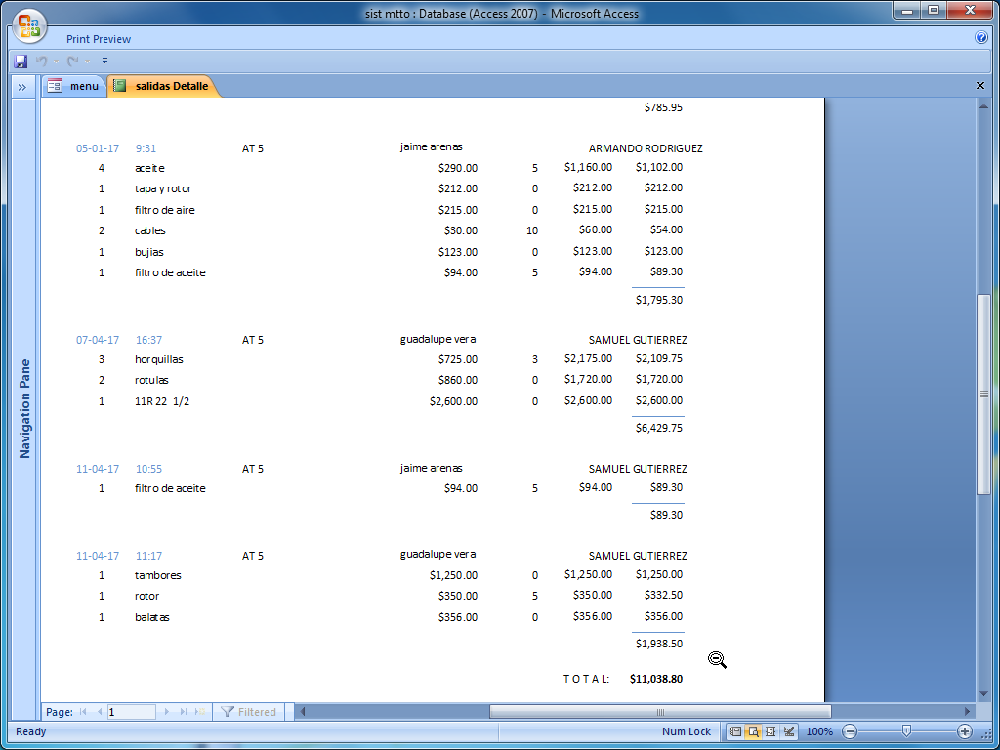 sist mtto : Database (Access 2007) - Microsoft Access
Print Preview
menu
salidas Detalle
Navigation Pane
$785.95
05-01-17 9:31 AT 5 jaime arenas ARMANDO RODRIGUEZ
4 aceite $290.00 5 $1,160.00 $1,102.00
1 tapa y rotor $212.00 0 $212.00 $212.00
1 filtro de aire $215.00 0 $215.00 $215.00
2 cables $30.00 10 $60.00 $54.00
1 bujias $123.00 0 $123.00 $123.00
1 filtro de aceite $94.00 5 $94.00 $89.30
$1,795.30
07-04-17 16:37 AT 5 guadalupe vera SAMUEL GUTIERREZ
3 horquillas $725.00 3 $2,175.00 $2,109.75
2 rotulas $860.00 0 $1,720.00 $1,720.00
1 11R 22 1/2 $2,600.00 0 $2,600.00 $2,600.00
$6,429.75
11-04-17 10:55 AT 5 jaime arenas SAMUEL GUTIERREZ
1 filtro de aceite $94.00 5 $94.00 $89.30
$89.30
11-04-17 11:17 AT 5 guadalupe vera SAMUEL GUTIERREZ
1 tambores $1,250.00 0 $1,250.00 $1,250.00
1 rotor $350.00 5 $350.00 $332.50
1 balatas $356.00 0 $356.00 $356.00
$1,938.50
T O T A L: $11,038.80
Page: 1 Filtered
Ready Num Lock 100%